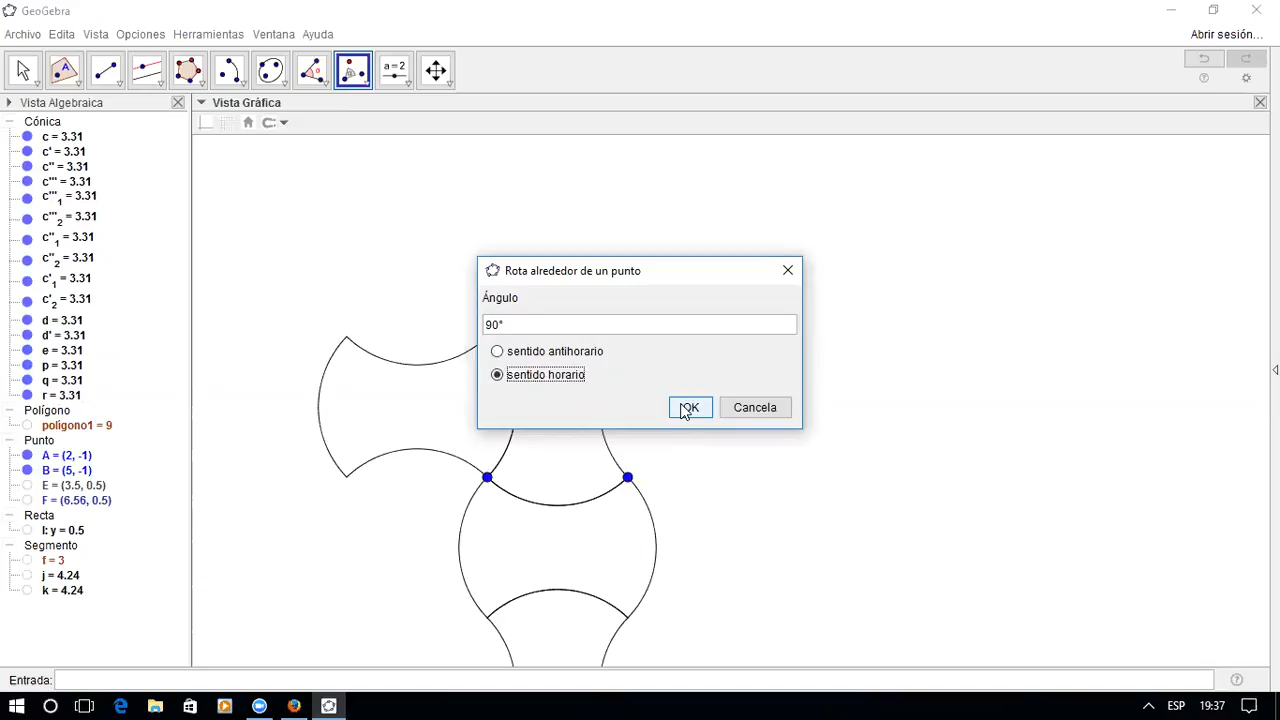 GeoGebra
Archivo Edita Vista Opciones Herramientas Ventana Ayuda
Abrir sesión...
A
a = 2
Vista Algebraica
Vista Gráfica
Cónica
c = 3.31
c' = 3.31
c'' = 3.31
c''' = 3.31
c'''1 = 3.31
c'''2 = 3.31
c''1 = 3.31
c''2 = 3.31
c'1 = 3.31
c'2 = 3.31
d = 3.31
d' = 3.31
e = 3.31
p = 3.31
q = 3.31
r = 3.31
Polígono
polígono1 = 9
Punto
A = (2, -1)
B = (5, -1)
E = (3.5, 0.5)
F = (6.56, 0.5)
Recta
l: y = 0.5
Segmento
f = 3
j = 4.24
k = 4.24
Rota alrededor de un punto
Ángulo
90°
sentido antihorario
sentido horario
OK
Cancela
Entrada:
ESP 19:37